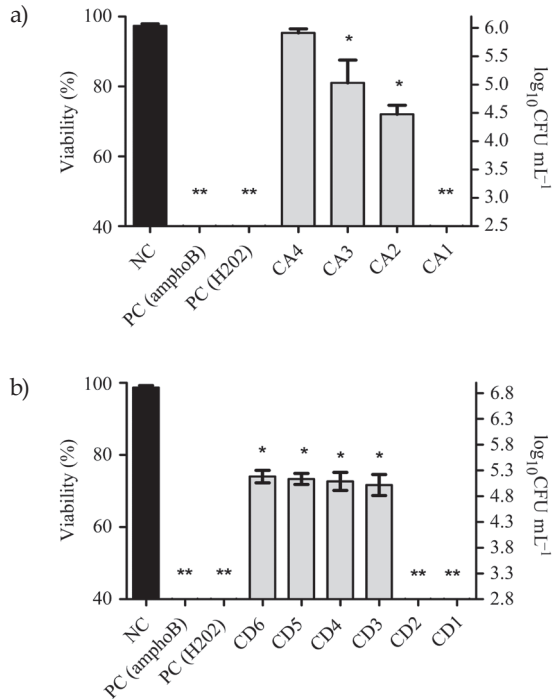 a)
Viability (%)
100
80
60
40
* * ** ** **
log10CFU mL–1
6.0
5.5
5.0
4.5
4.0
3.5
3.0
2.5
NC
PC (amphoB)
PC (H202)
CA4
CA3
CA2
CA1
b)
Viability (%)
100
80
60
40
* * * * ** ** ** **
log10CFU mL–1
6.8
6.3
5.8
5.3
4.8
4.3
3.8
3.3
2.8
NC
PC (amphoB)
PC (H202)
CD6
CD5
CD4
CD3
CD2
CD1